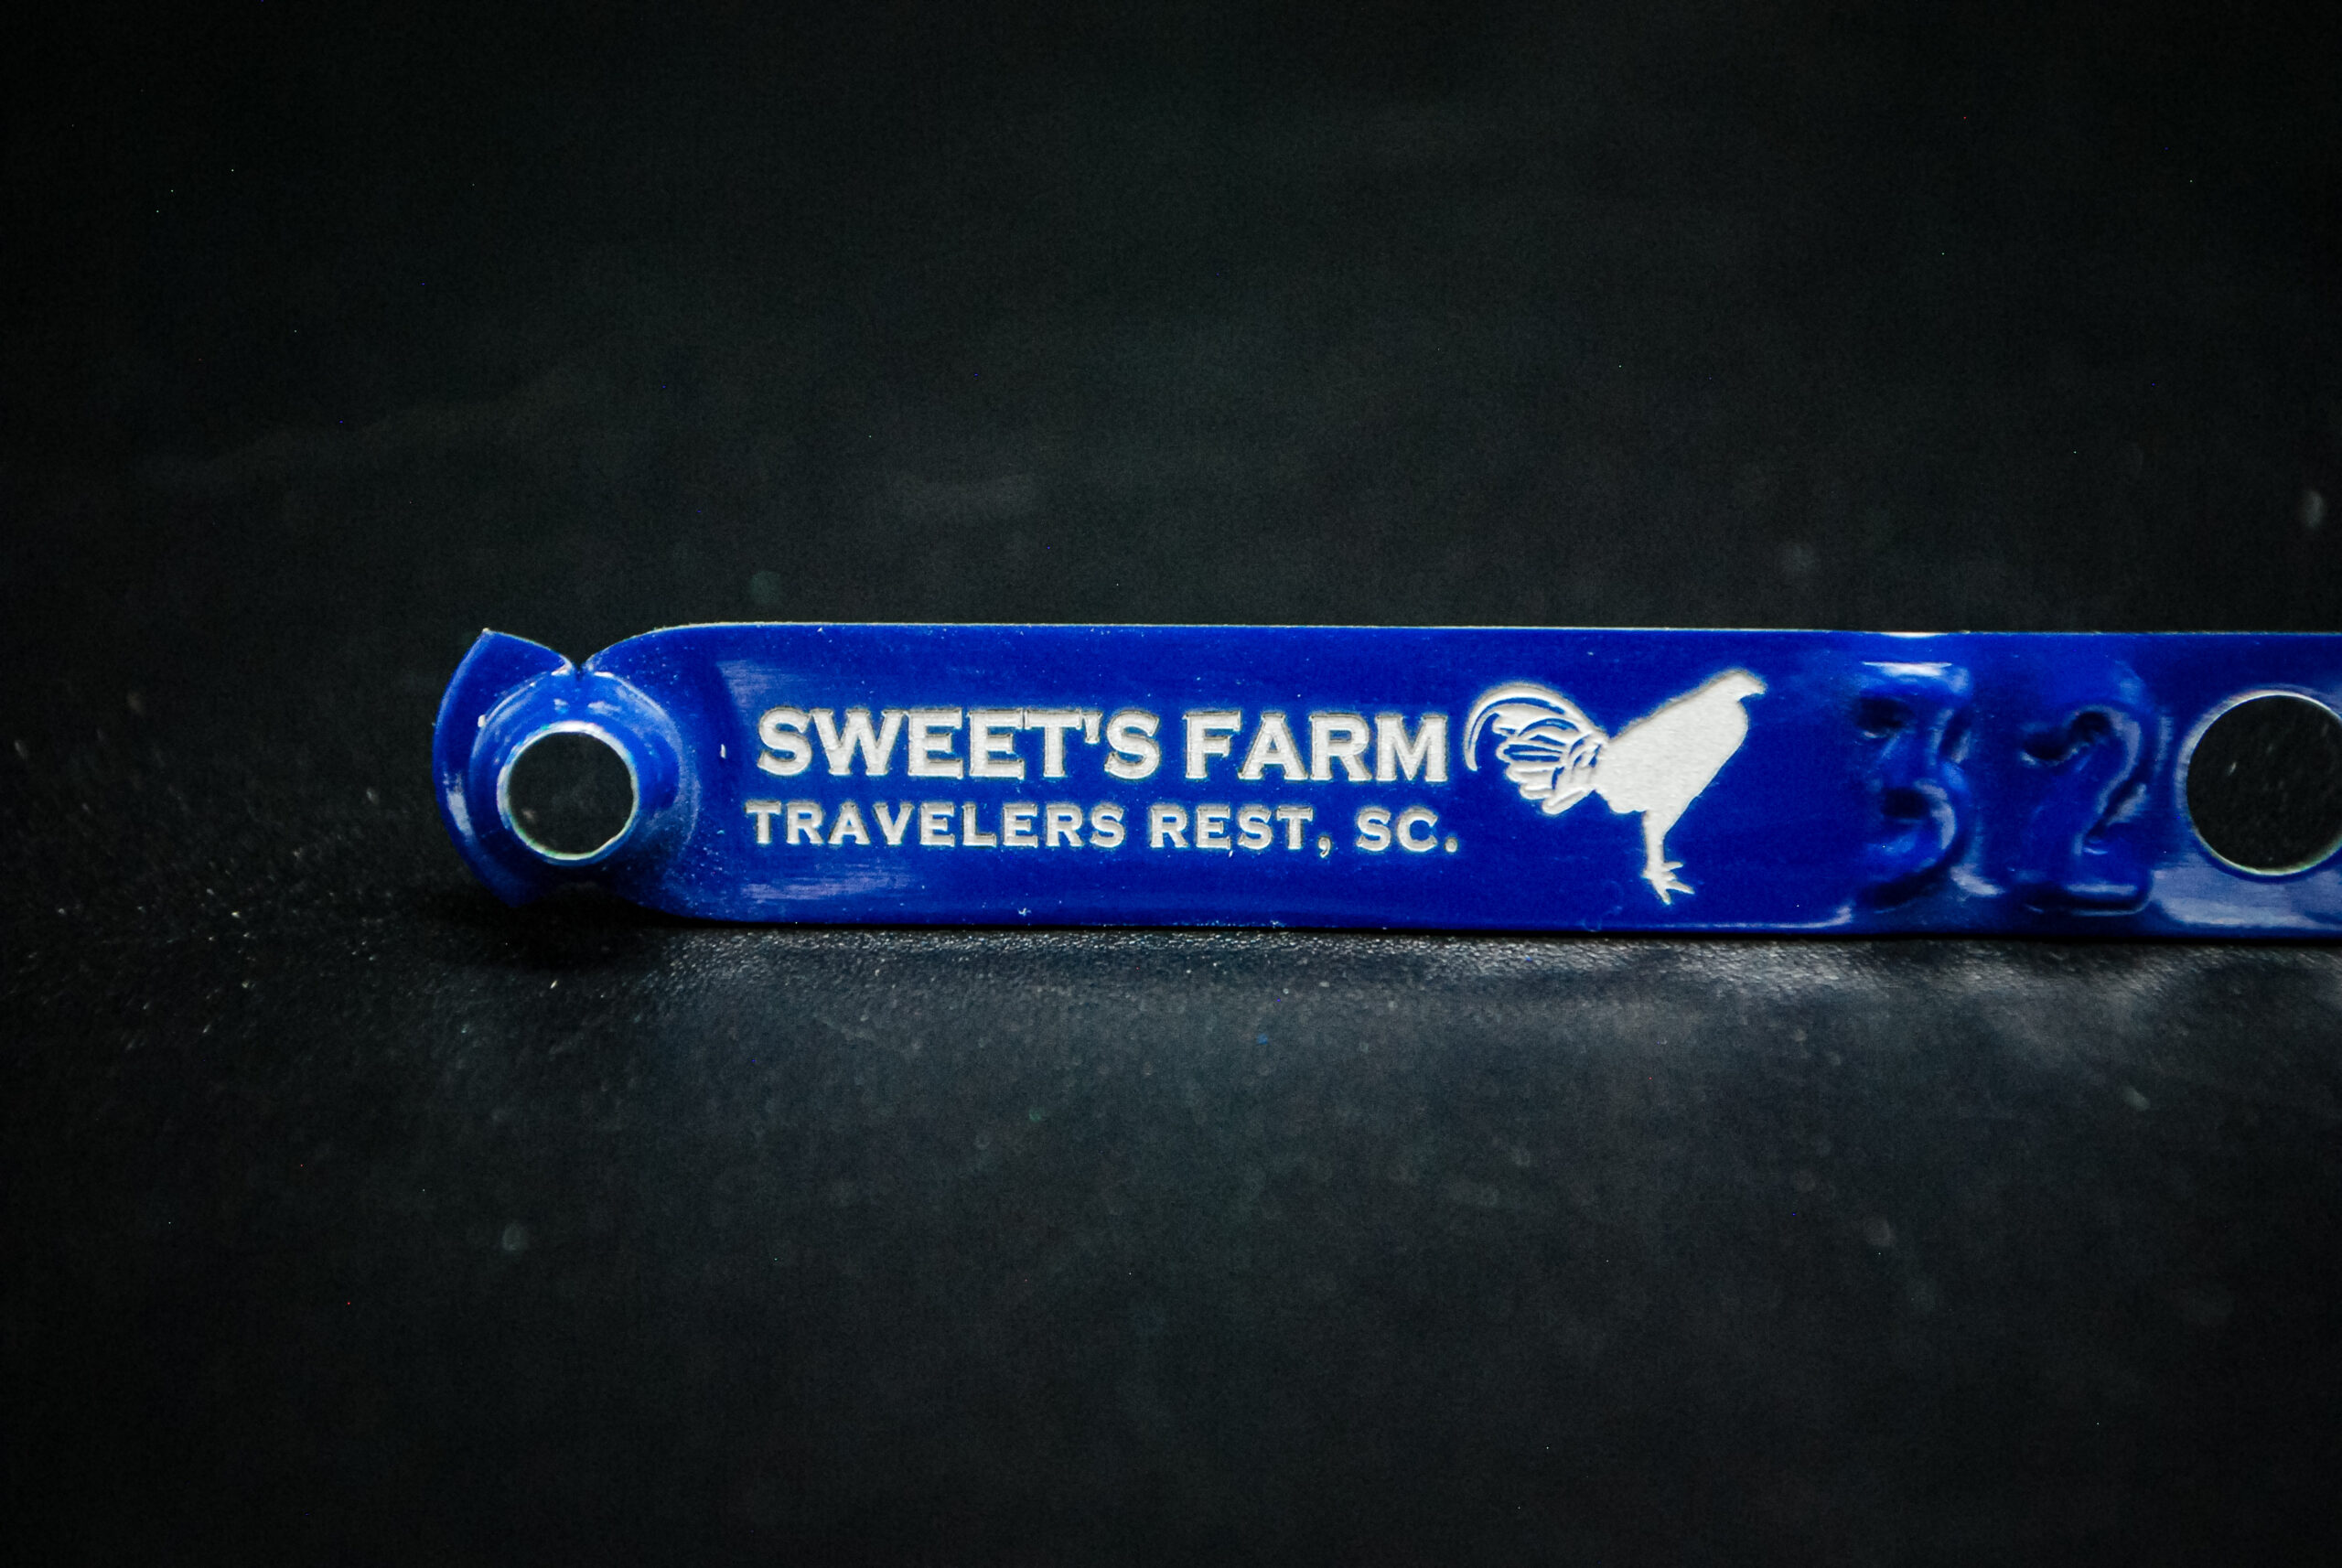 SWEET'S FARM
TRAVELERS REST, SC.
32